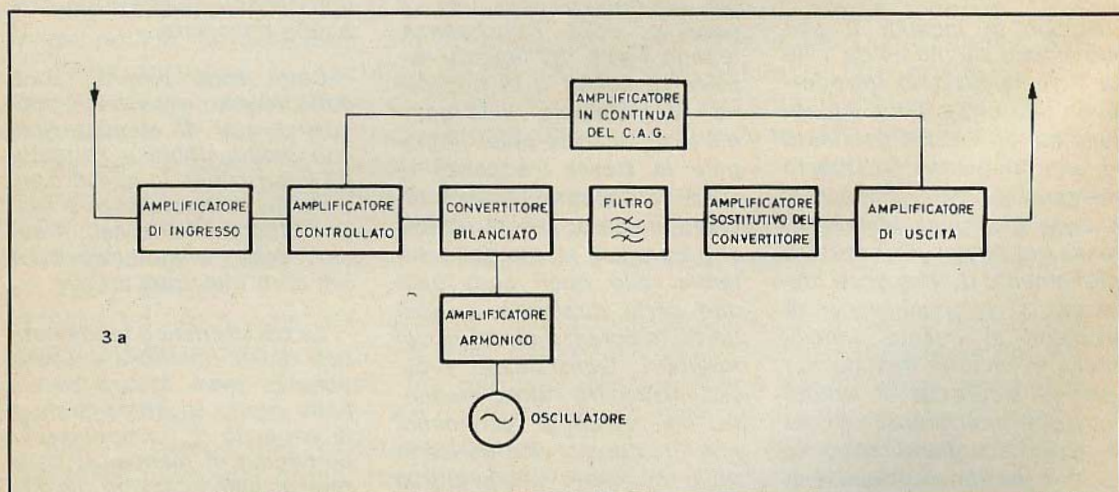 AMPLIFICATORE
IN CONTINUA
DEL C.A.G.
AMPLIFICATORE
DI INGRESSO
AMPLIFICATORE
CONTROLLATO
CONVERTITORE
BILANCIATO
FILTRO
AMPLIFICATORE
SOSTITUTIVO DEL
CONVERTITORE
AMPLIFICATORE
DI USCITA
AMPLIFICATORE
ARMONICO
3a
OSCILLATORE